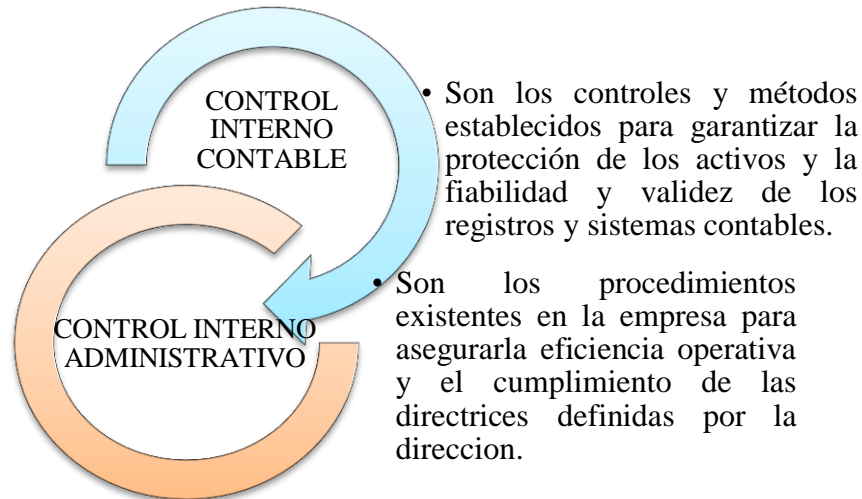 CONTROL
INTERNO
CONTABLE
• Son los controles y métodos
establecidos para garantizar la
protección de los activos y la
fiabilidad y validez de los
registros y sistemas contables.
CONTROL INTERNO
ADMINISTRATIVO
• Son los procedimientos
existentes en la empresa para
asegurarla eficiencia operativa
y el cumplimiento de las
directrices definidas por la
direccion.